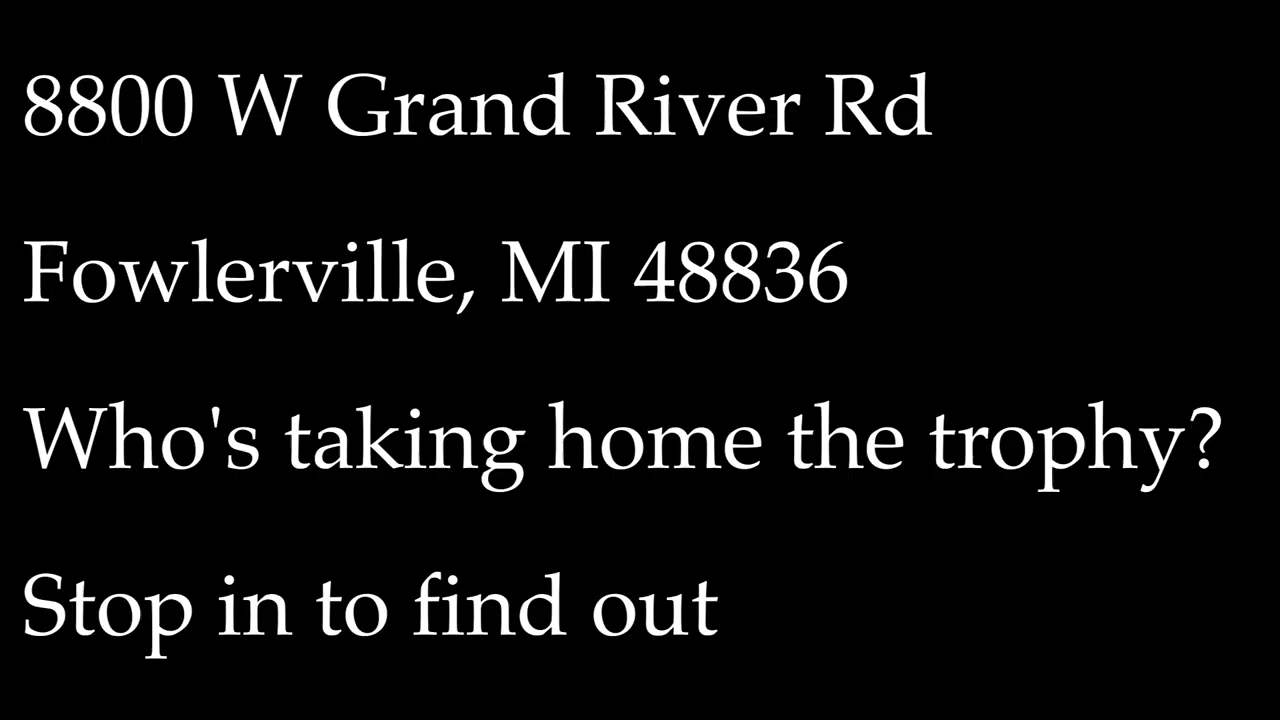 8800 W Grand River Rd
Fowlerville, MI 48836
Who's taking home the trophy?
Stop in to find out